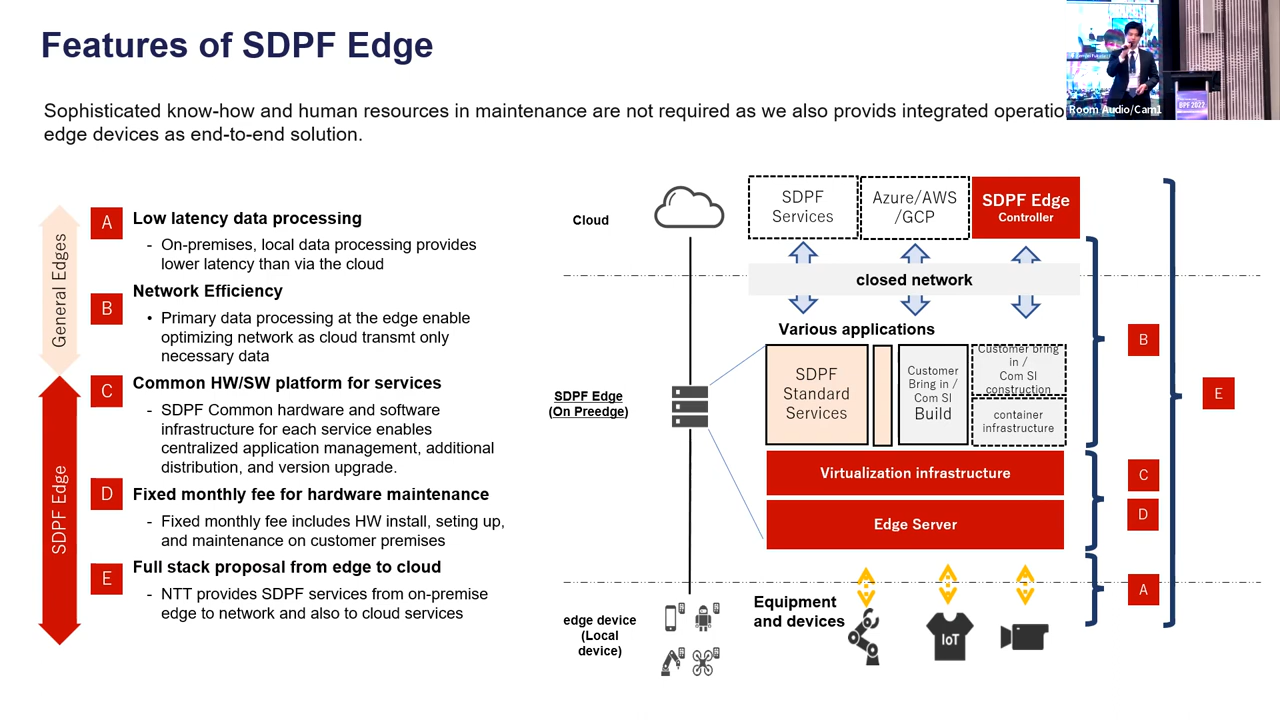 Features of SDPF Edge
Sophisticated know-how and human resources in maintenance are not required as we also provides integrated operatio
edge devices as end-to-end solution.
Room Audio/Cam1
BPF 2022
General Edges
SDPF Edge
A
Low latency data processing
- On-premises, local data processing provides
lower latency than via the cloud
B
Network Efficiency
• Primary data processing at the edge enable
optimizing network as cloud transmt only
necessary data
C
Common HW/SW platform for services
- SDPF Common hardware and software
infrastructure for each service enables
centralized application management, additional
distribution, and version upgrade.
D
Fixed monthly fee for hardware maintenance
- Fixed monthly fee includes HW install, seting up,
and maintenance on customer premises
E
Full stack proposal from edge to cloud
- NTT provides SDPF services from on-premise
edge to network and also to cloud services
Cloud
SDPF
Services
Azure/AWS
/GCP
SDPF Edge
Controller
closed network
Various applications
SDPF Edge
(On Preedge)
SDPF
Standard
Services
Customer
Bring in /
Com SI
Build
Customer bring
in /
Com SI
construction
container
infrastructure
Virtualization infrastructure
Edge Server
edge device
(Local
device)
Equipment
and devices
IoT
B
C
D
A
E